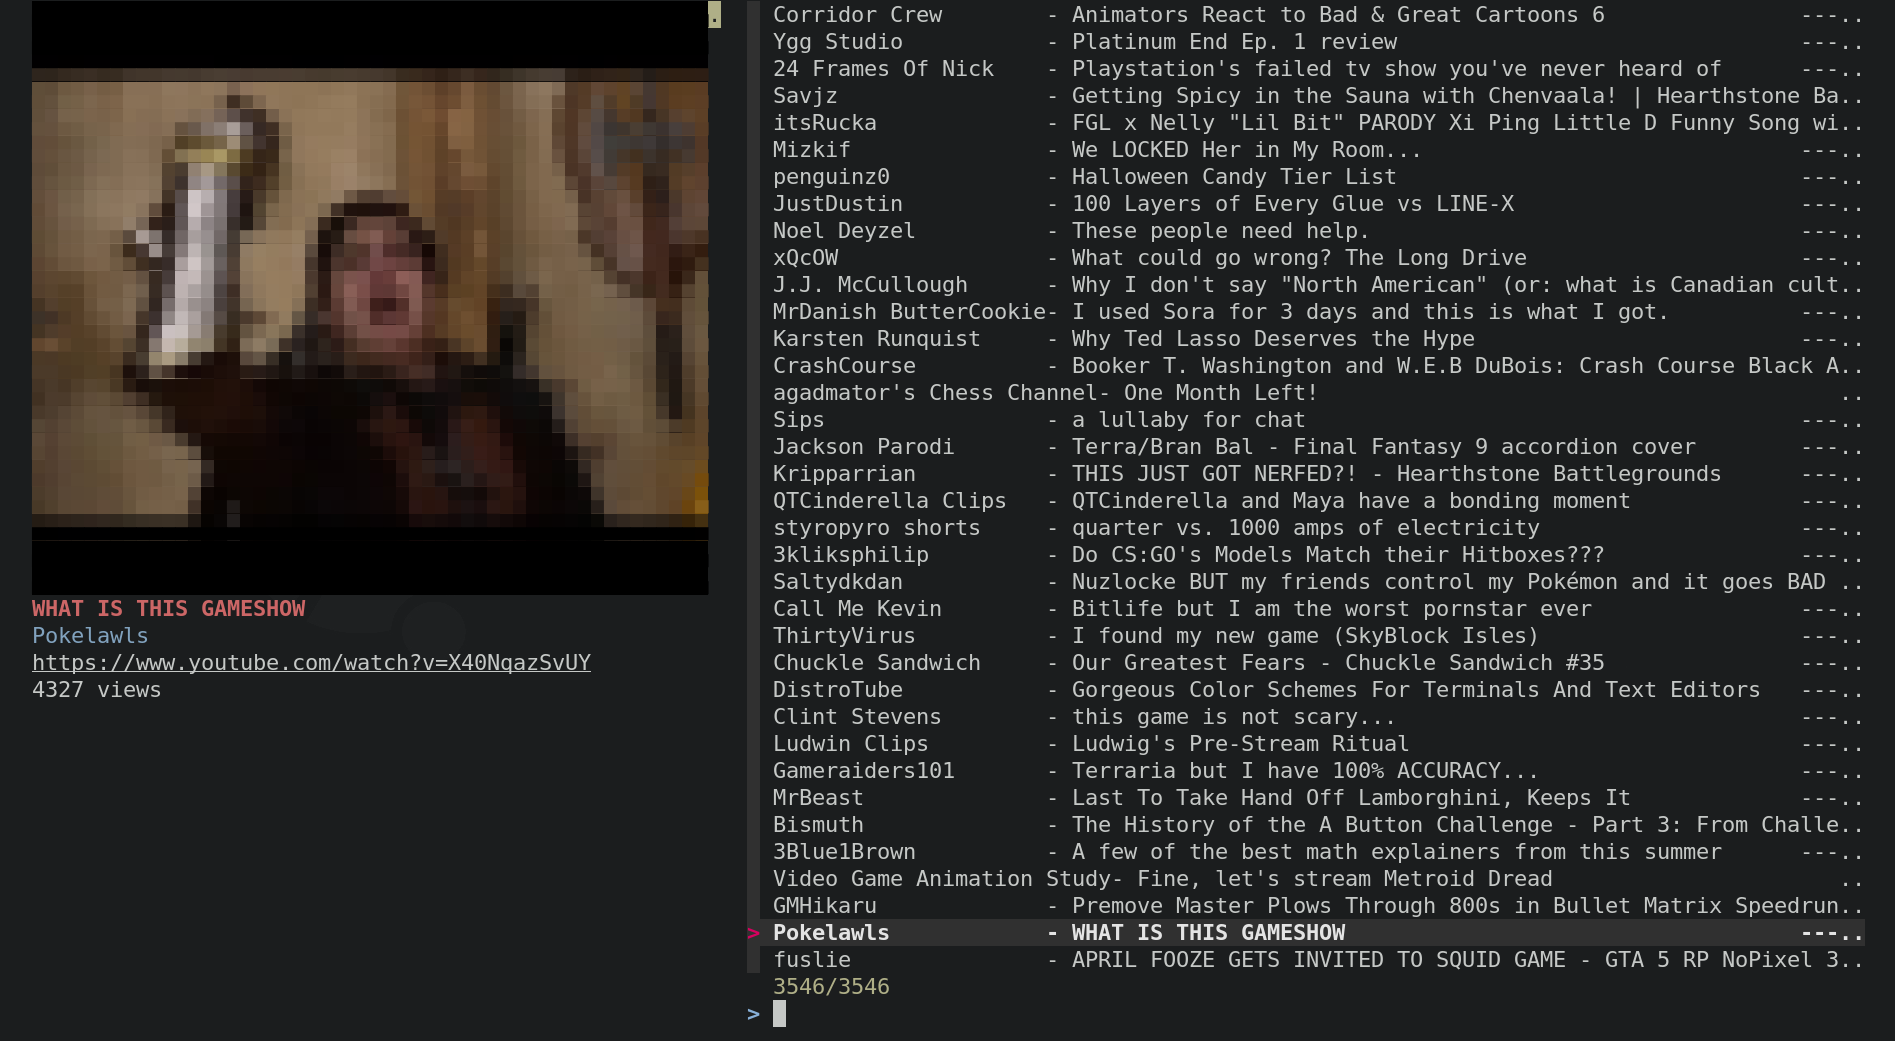 .
WHAT IS THIS GAMESHOW
Pokelawls
https://www.youtube.com/watch?v=X40NqazSvUY
4327 views
Corridor Crew - Animators React to Bad & Great Cartoons 6 ---..
Ygg Studio - Platinum End Ep. 1 review ---..
24 Frames Of Nick - Playstation's failed tv show you've never heard of ---..
Savjz - Getting Spicy in the Sauna with Chenvaala! | Hearthstone Ba..
itsRucka - FGL x Nelly "Lil Bit" PARODY Xi Ping Little D Funny Song wi..
Mizkif - We LOCKED Her in My Room... ---..
penguinz0 - Halloween Candy Tier List ---..
JustDustin - 100 Layers of Every Glue vs LINE-X ---..
Noel Deyzel - These people need help. ---..
xQcOW - What could go wrong? The Long Drive ---..
J.J. McCullough - Why I don't say "North American" (or: what is Canadian cult..
MrDanish ButterCookie- I used Sora for 3 days and this is what I got. ---..
Karsten Runquist - Why Ted Lasso Deserves the Hype ---..
CrashCourse - Booker T. Washington and W.E.B DuBois: Crash Course Black A..
agadmator's Chess Channel- One Month Left! ..
Sips - a lullaby for chat ---..
Jackson Parodi - Terra/Bran Bal - Final Fantasy 9 accordion cover ---..
Kripparrian - THIS JUST GOT NERFED?! - Hearthstone Battlegrounds ---..
QTCinderella Clips - QTCinderella and Maya have a bonding moment ---..
styropyro shorts - quarter vs. 1000 amps of electricity ---..
3kliksphilip - Do CS:GO's Models Match their Hitboxes??? ---..
Saltydkdan - Nuzlocke BUT my friends control my Pokémon and it goes BAD ..
Call Me Kevin - Bitlife but I am the worst pornstar ever ---..
ThirtyVirus - I found my new game (SkyBlock Isles) ---..
Chuckle Sandwich - Our Greatest Fears - Chuckle Sandwich #35 ---..
DistroTube - Gorgeous Color Schemes For Terminals And Text Editors ---..
Clint Stevens - this game is not scary... ---..
Ludwin Clips - Ludwig's Pre-Stream Ritual ---..
Gameraiders101 - Terraria but I have 100% ACCURACY... ---..
MrBeast - Last To Take Hand Off Lamborghini, Keeps It ---..
Bismuth - The History of the A Button Challenge - Part 3: From Challe..
3Blue1Brown - A few of the best math explainers from this summer ---..
Video Game Animation Study- Fine, let's stream Metroid Dread ..
GMHikaru - Premove Master Plows Through 800s in Bullet Matrix Speedrun..
> Pokelawls - WHAT IS THIS GAMESHOW ---..
fuslie - APRIL FOOZE GETS INVITED TO SQUID GAME - GTA 5 RP NoPixel 3..
3546/3546
>